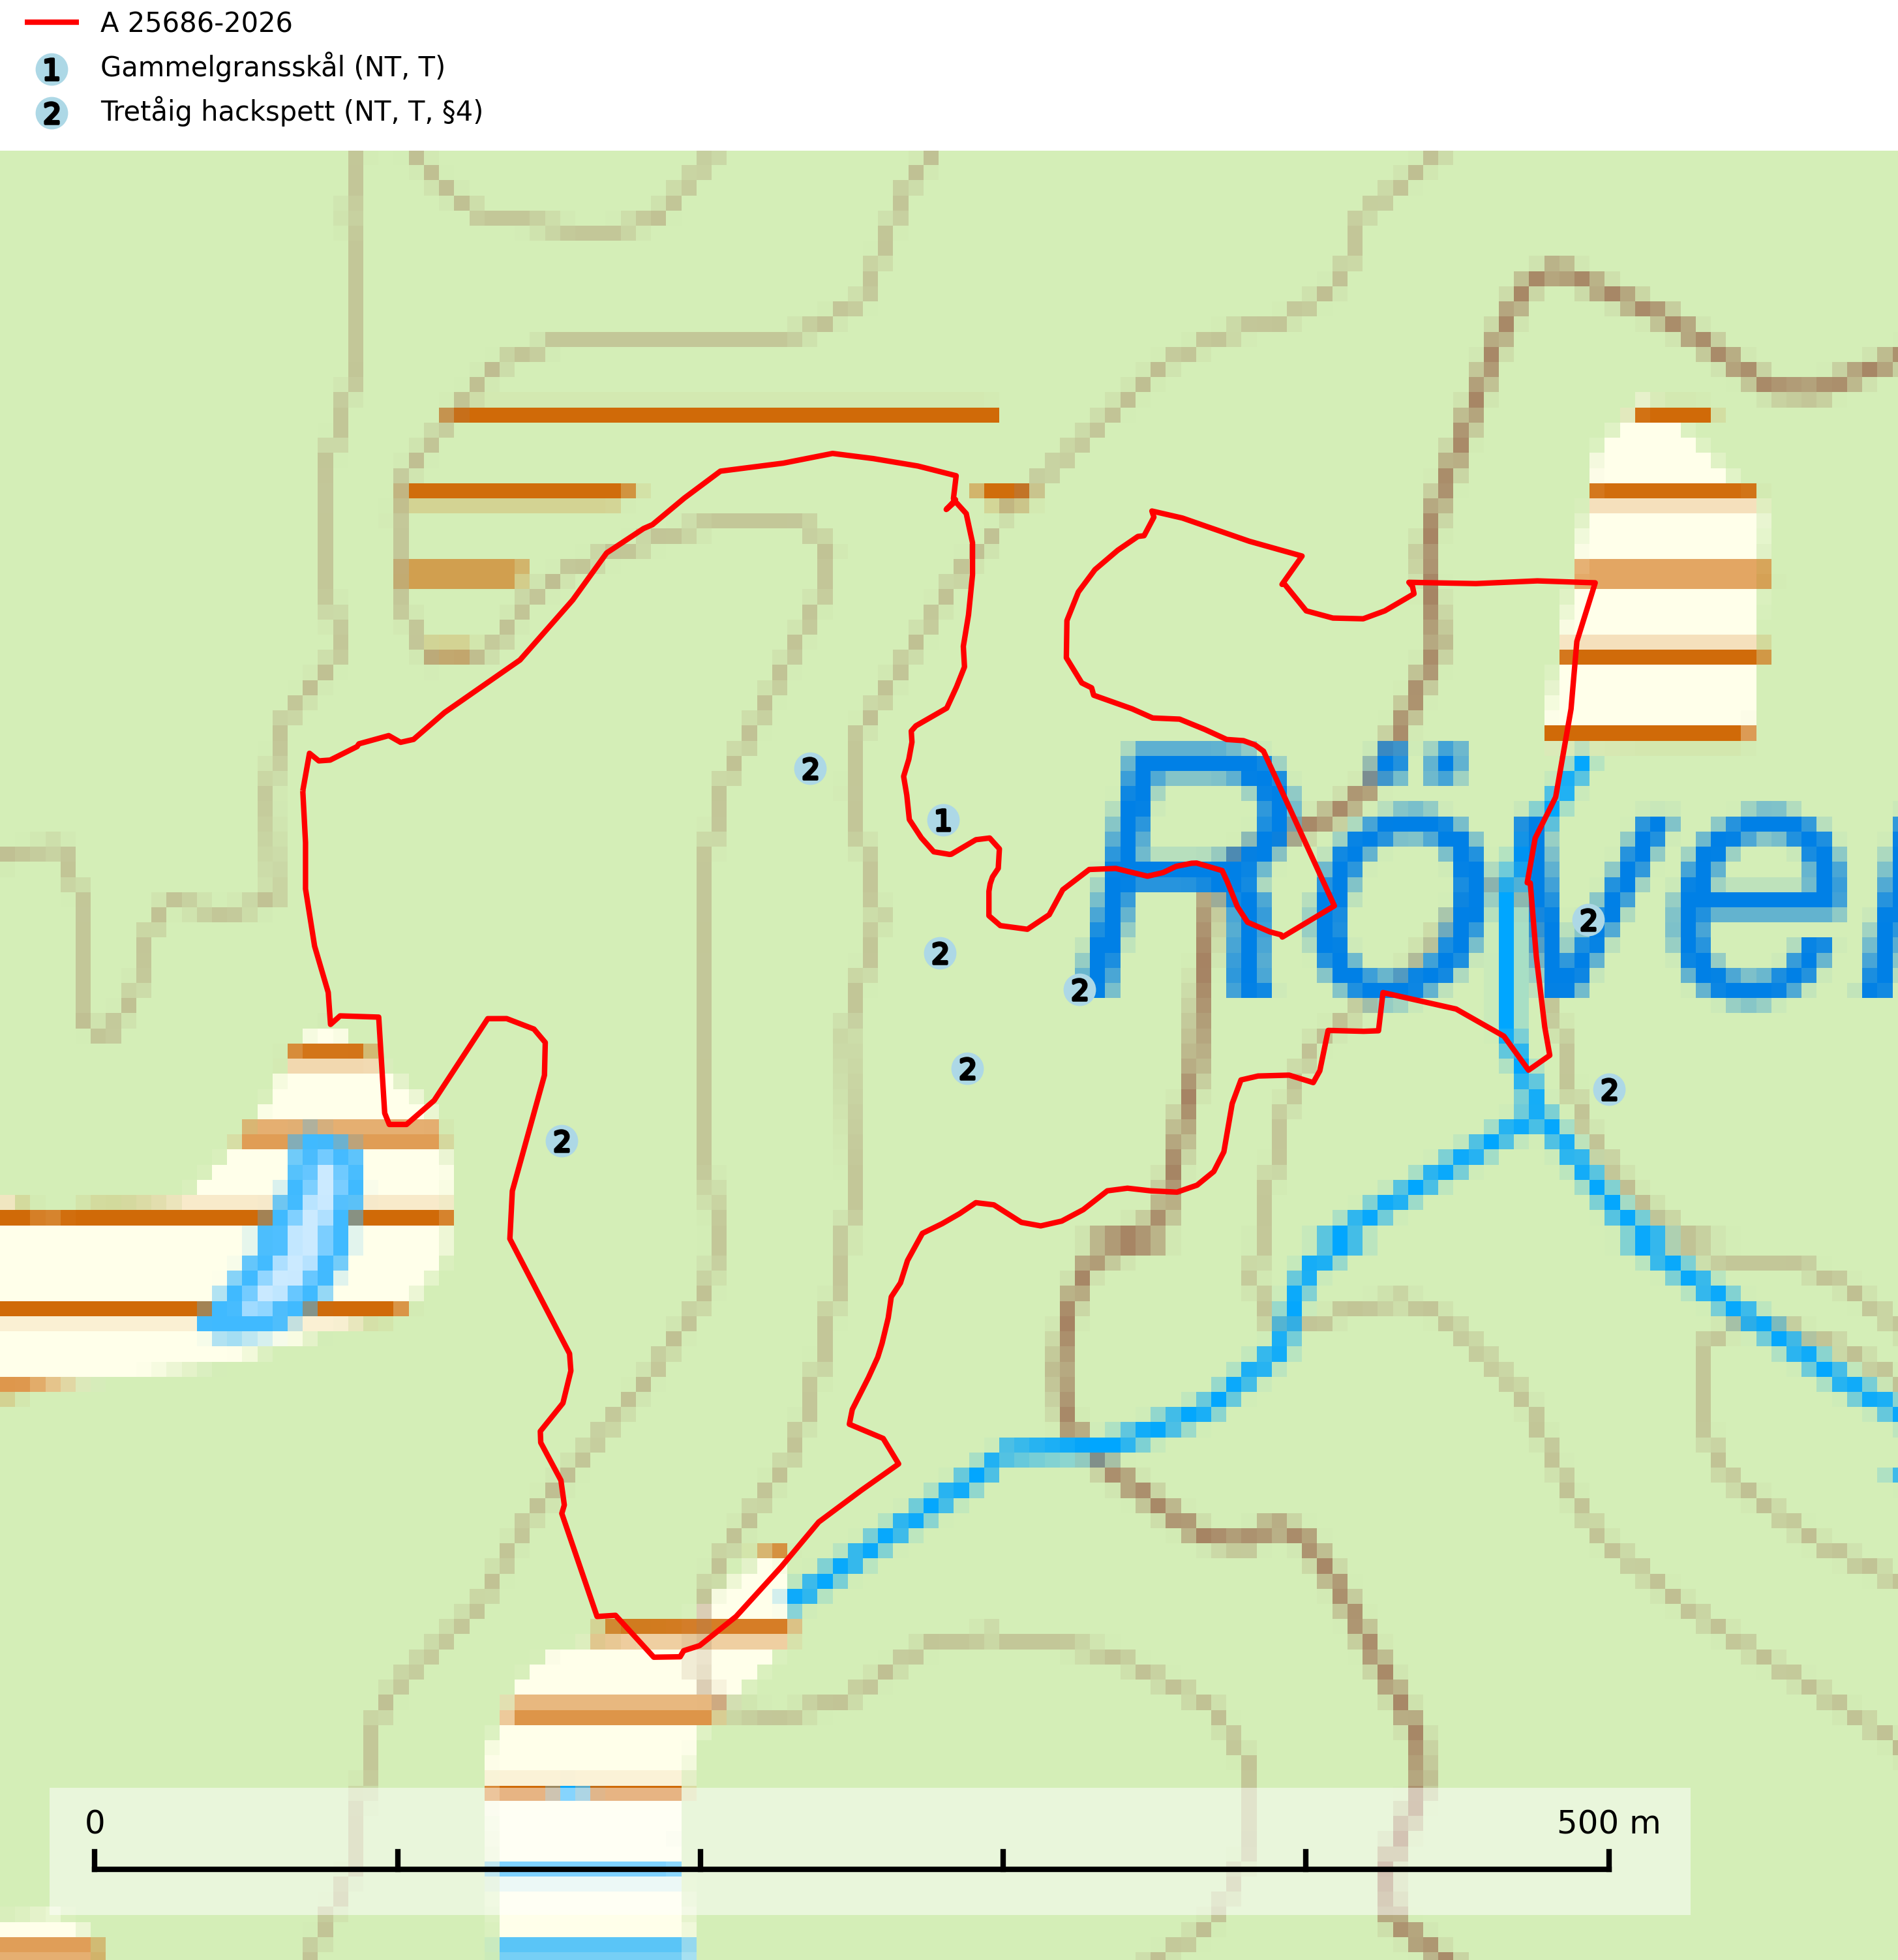 A 25686-2026
1 Gammelgransskål (NT, T)
2 Tretåig hackspett (NT, T, §4)
2
1
Röver
2
2
2
2
2
2
0 500 m